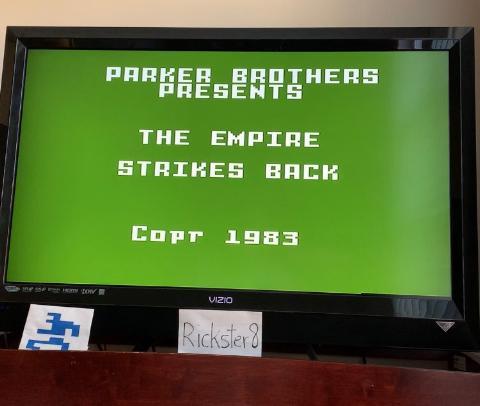 PARKER BROTHERS
PRESENTS
THE EMPIRE
STRIKES BACK
Copr 1983
VIZIO
Rickster8